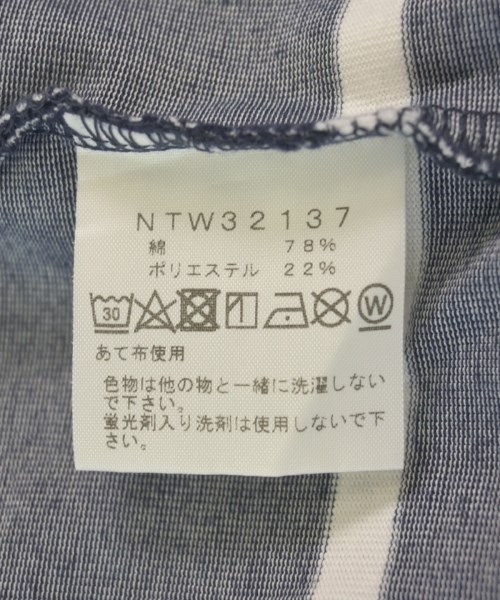 NTW32137
綿 78%
ポリエステル 22%
30 W
あて布使用
色物は他の物と一緒に洗濯しない
で下さい。
蛍光剤入り洗剤は使用しないで下
さい。